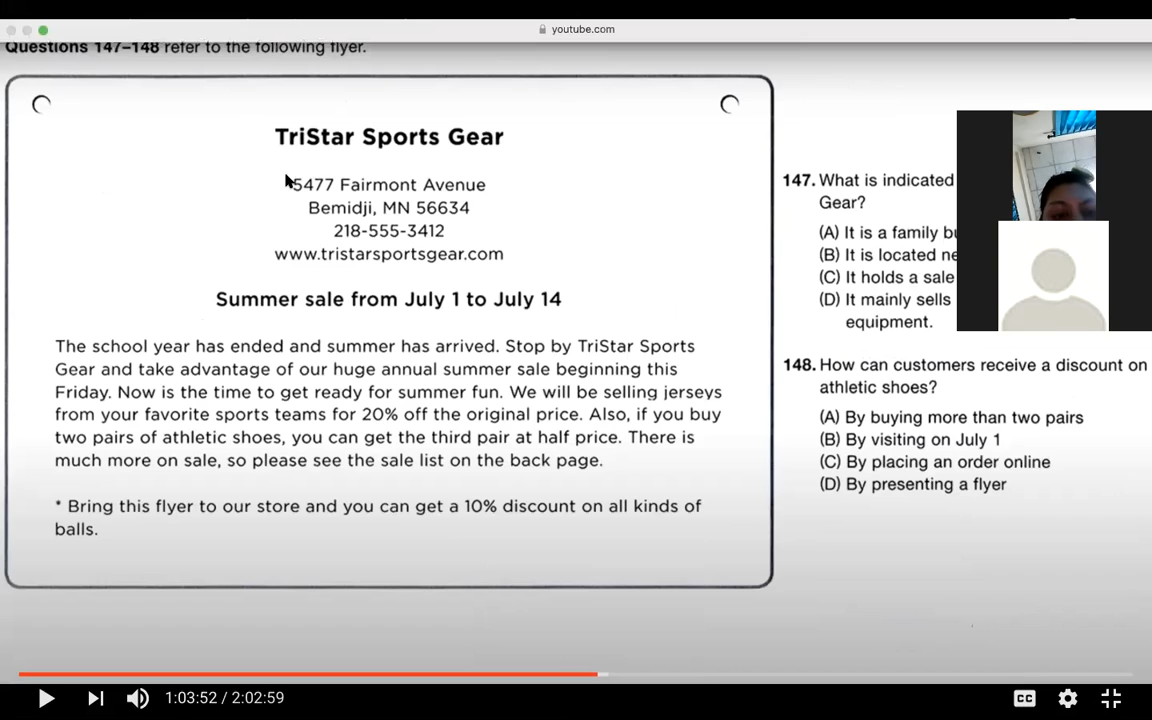 youtube.com
Questions 147–148 refer to the following flyer.
TriStar Sports Gear
5477 Fairmont Avenue
Bemidji, MN 56634
218-555-3412
www.tristarsportsgear.com
Summer sale from July 1 to July 14
The school year has ended and summer has arrived. Stop by TriStar Sports
Gear and take advantage of our huge annual summer sale beginning this
Friday. Now is the time to get ready for summer fun. We will be selling jerseys
from your favorite sports teams for 20% off the original price. Also, if you buy
two pairs of athletic shoes, you can get the third pair at half price. There is
much more on sale, so please see the sale list on the back page.
* Bring this flyer to our store and you can get a 10% discount on all kinds of
balls.
147. What is indicated
Gear?
(A) It is a family
(B) It is located
(C) It holds a sale
(D) It mainly sells
equipment.
148. How can customers receive a discount on
athletic shoes?
(A) By buying more than two pairs
(B) By visiting on July 1
(C) By placing an order online
(D) By presenting a flyer
1:03:52 / 2:02:59
CC